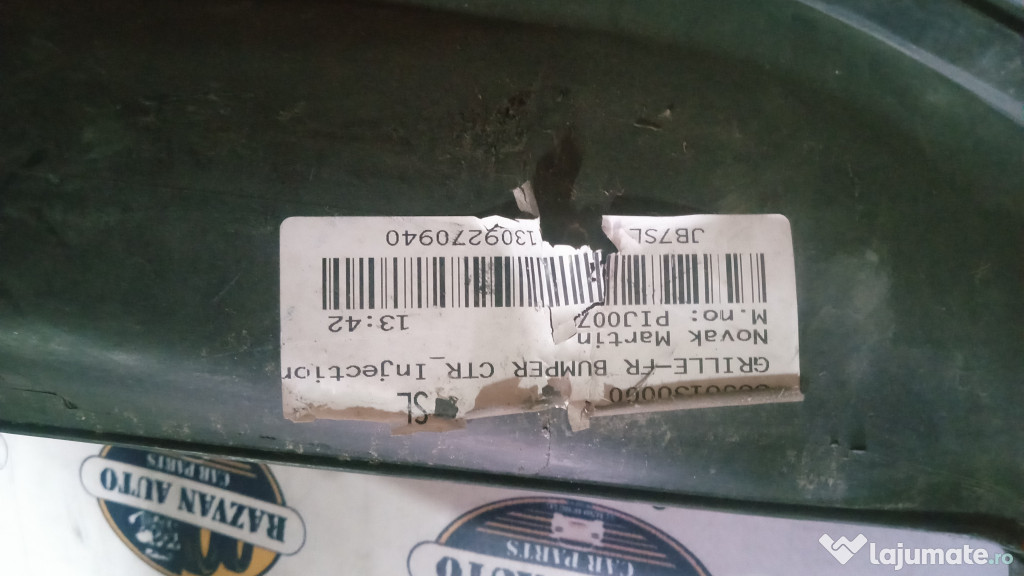 SL
GRILLE-FR BUMPER CTR_Injection
Novak Martin
M.no: PIJ007 13:42
JB7SL 1309270940
RAZVAN AUTO
CAR PARTS
CAR PARTS
lajumate.ro